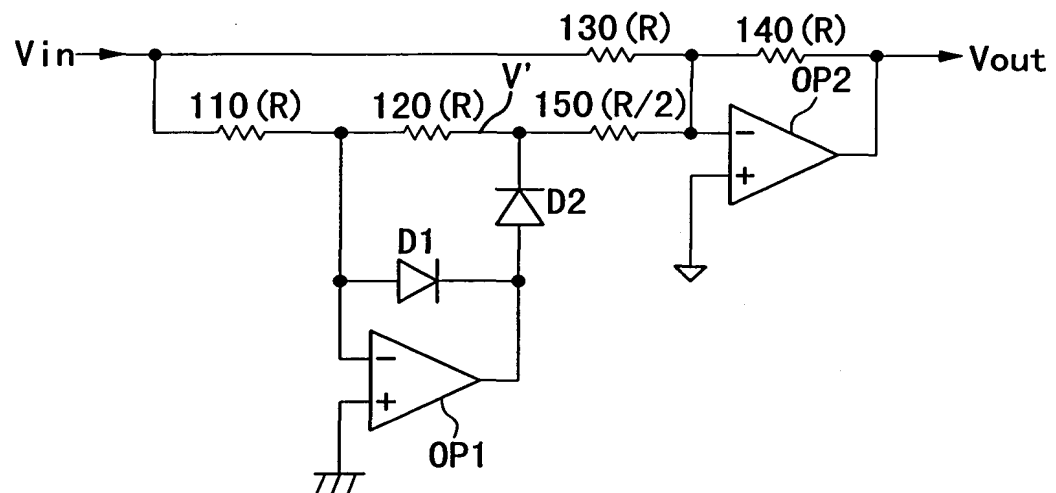 130(R)
140(R)
Vin
Vout
OP2
110(R)
120(R)
V'
150(R/2)
−
+
D2
D1
−
+
OP1